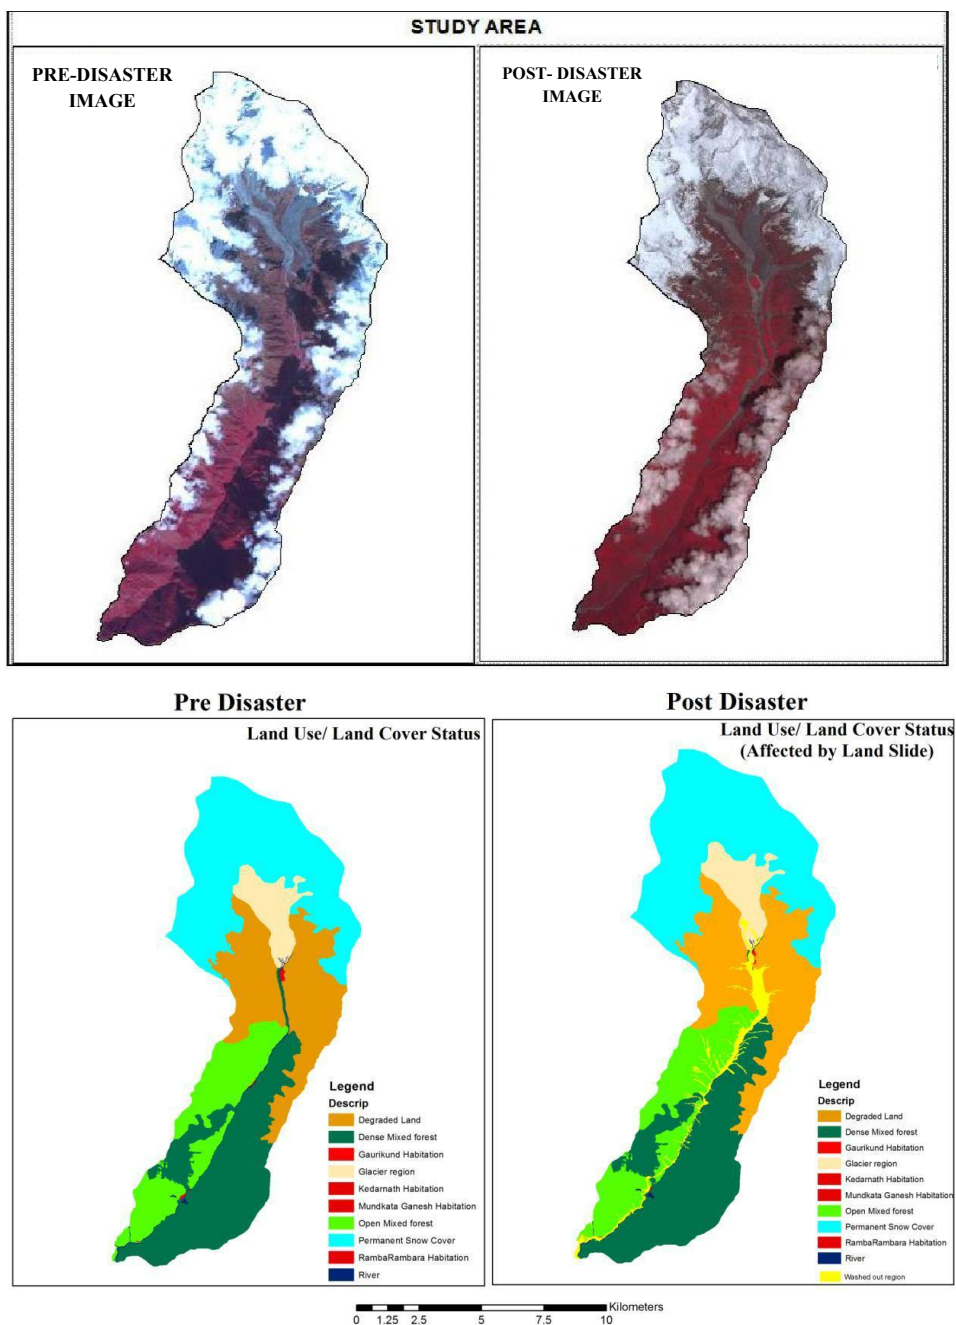 STUDY AREA
PRE-DISASTER
IMAGE
POST- DISASTER
IMAGE
Pre Disaster
Land Use/ Land Cover Status
Legend
Descrip
Degraded Land
Dense Mixed forest
Gaurikund Habitation
Glacier region
Kedarnath Habitation
Mundkata Ganesh Habitation
Open Mixed forest
Permanent Snow Cover
RambaRambara Habitation
River
Post Disaster
Land Use/ Land Cover Status
(Affected by Land Slide)
Legend
Descrip
Degraded Land
Dense Mixed forest
Gaurikund Habitation
Glacier region
Kedarnath Habitation
Mundkata Ganesh Habitation
Open Mixed forest
Permanent Snow Cover
RambaRambara Habitation
River
Washed out region
Kilometers
0 1.25 2.5 5 7.5 10